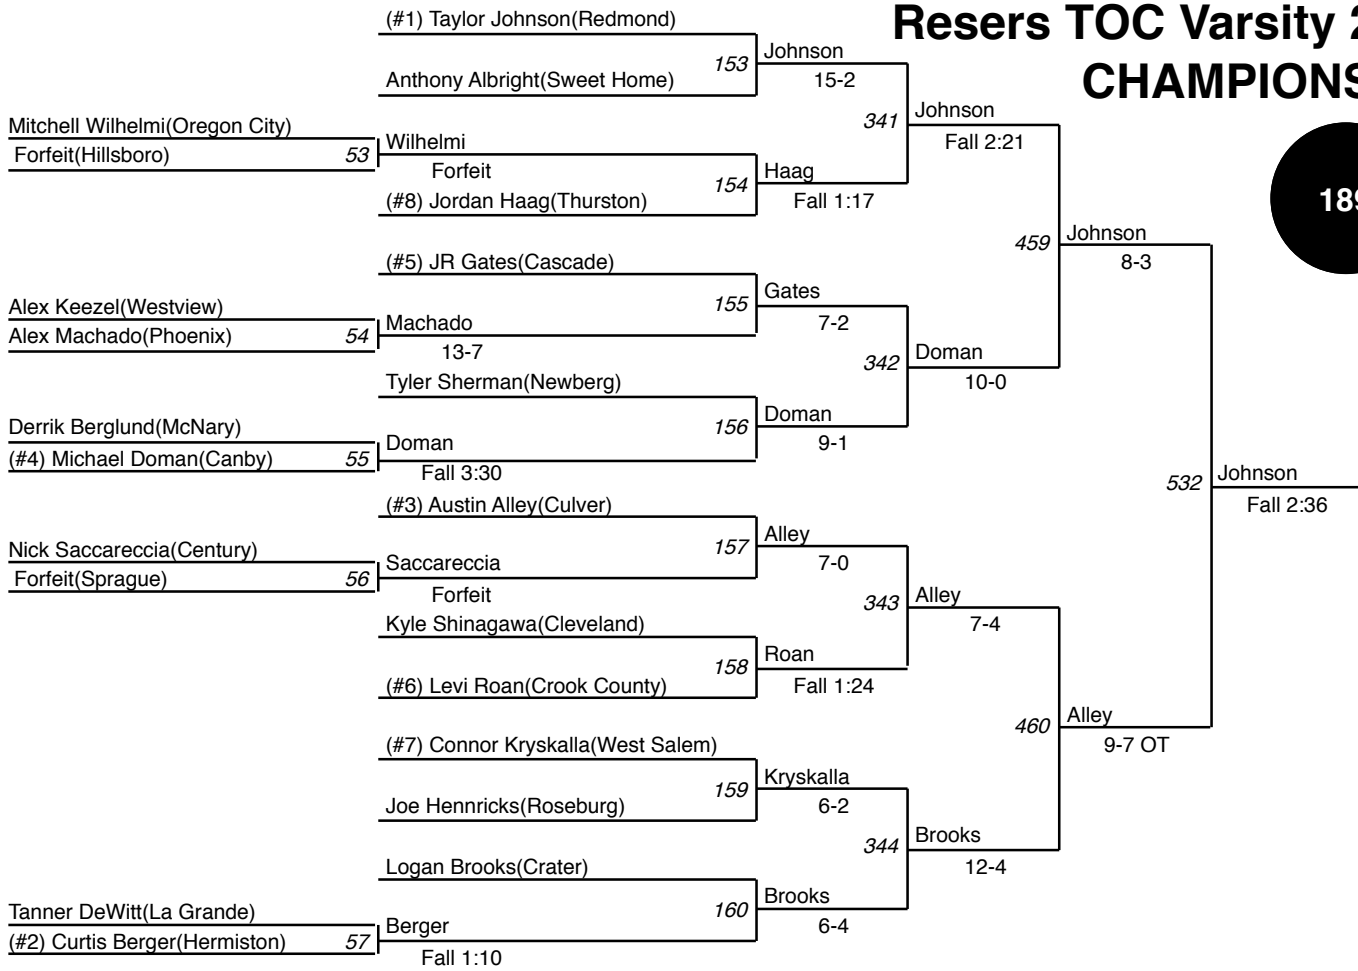 (#1) Taylor Johnson(Redmond)
Resers TOC Varsity 2
CHAMPIONS
153
Johnson
15-2
Anthony Albright(Sweet Home)
341
Johnson
Fall 2:21
Mitchell Wilhelmi(Oregon City)
Forfeit(Hillsboro)
53
Wilhelmi
Forfeit
154
Haag
Fall 1:17
(#8) Jordan Haag(Thurston)
189
459
Johnson
8-3
(#5) JR Gates(Cascade)
155
Gates
7-2
Alex Keezel(Westview)
Alex Machado(Phoenix)
54
Machado
13-7
342
Doman
10-0
Tyler Sherman(Newberg)
156
Doman
9-1
Derrik Berglund(McNary)
(#4) Michael Doman(Canby)
55
Doman
Fall 3:30
532
Johnson
Fall 2:36
(#3) Austin Alley(Culver)
157
Alley
7-0
Nick Saccareccia(Century)
Forfeit(Sprague)
56
Saccareccia
Forfeit
343
Alley
7-4
Kyle Shinagawa(Cleveland)
158
Roan
Fall 1:24
(#6) Levi Roan(Crook County)
460
Alley
9-7 OT
(#7) Connor Kryskalla(West Salem)
159
Kryskalla
6-2
Joe Hennricks(Roseburg)
344
Brooks
12-4
Logan Brooks(Crater)
160
Brooks
6-4
Tanner DeWitt(La Grande)
(#2) Curtis Berger(Hermiston)
57
Berger
Fall 1:10